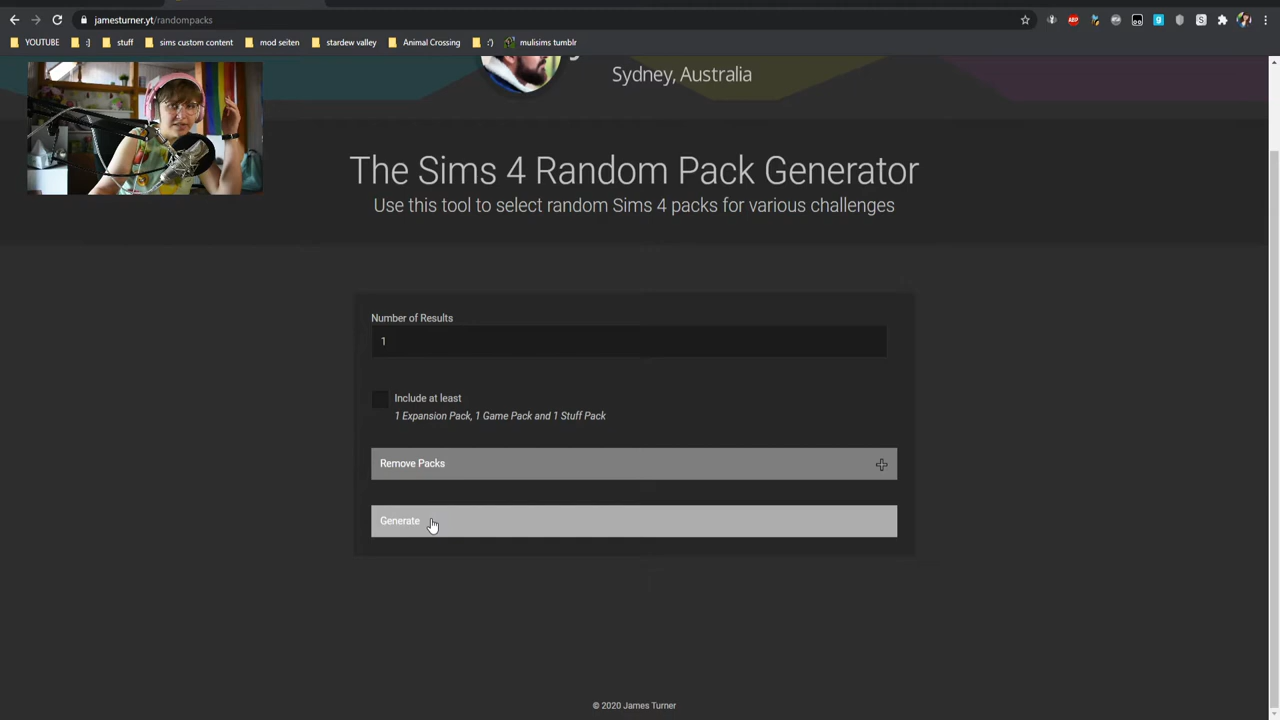 jamesturner.yt/randompacks
YOUTUBE :) stuff sims custom content mod seiten stardew valley Animal Crossing :') mulisims tumblr
Sydney, Australia
The Sims 4 Random Pack Generator
Use this tool to select random Sims 4 packs for various challenges
Number of Results
1
Include at least
1 Expansion Pack, 1 Game Pack and 1 Stuff Pack
Remove Packs
Generate
© 2020 James Turner